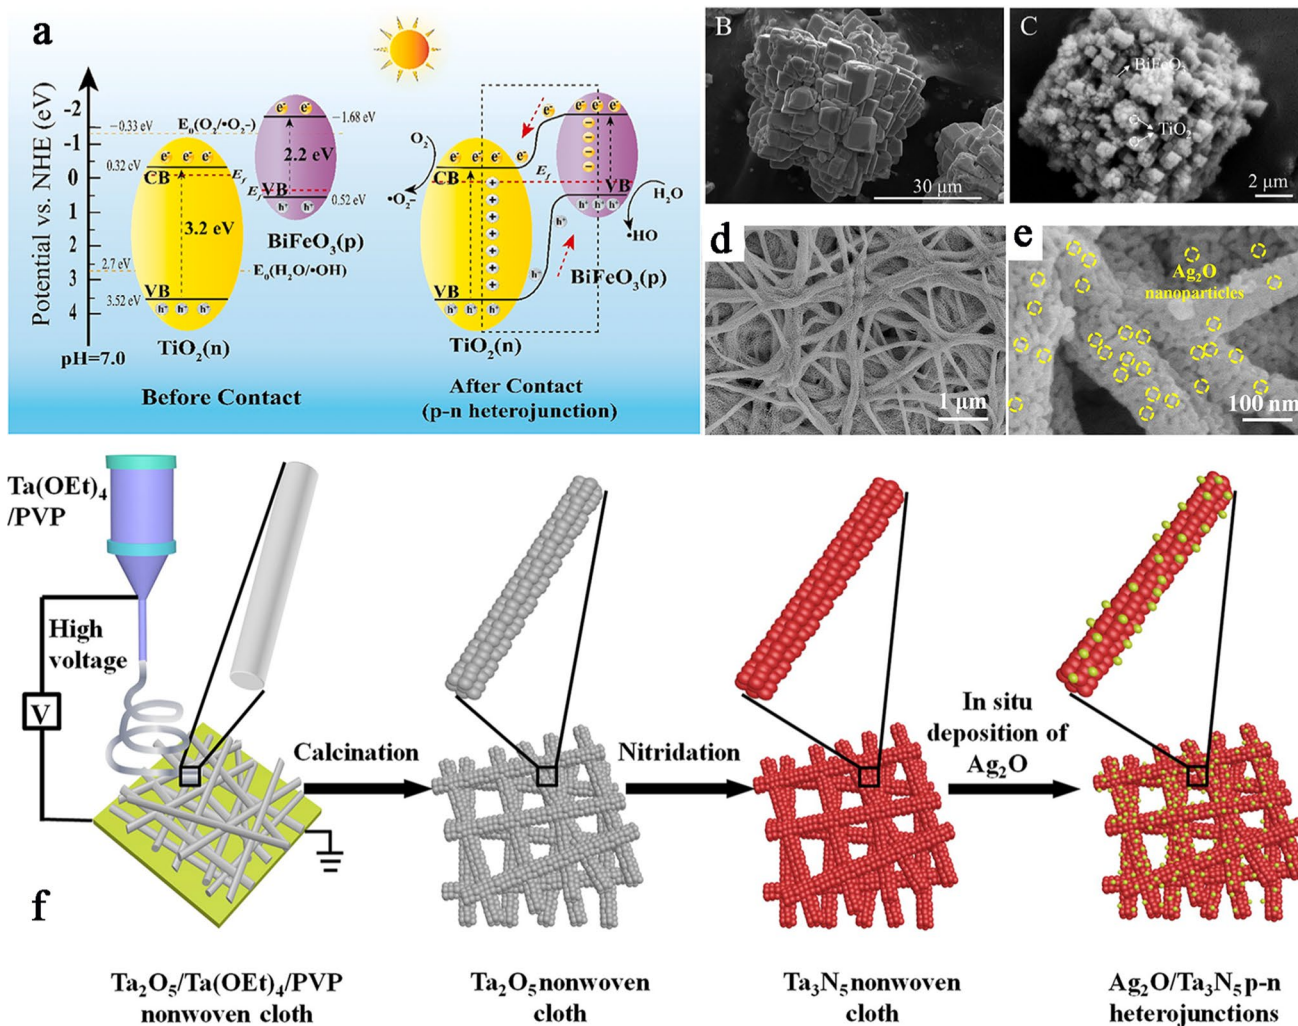 a
Potential vs. NHE (eV)
-2
-1
0
1
2
3
4
pH=7.0
−0.33 eV
E₀(O₂/•O₂−)
−1.68 eV
0.32 eV
e⁻ e⁻ e⁻
CB
E_f
3.2 eV
2.7 eV
3.52 eV
VB
h⁺ h⁺ h⁺
TiO₂(n)
e⁻ e⁻
2.2 eV
E_f
VB
0.52 eV
h⁺ h⁺
BiFeO₃(p)
E₀(H₂O/•OH)
Before Contact
O₂
•O₂⁻
e⁻ e⁻ e⁻ e⁻
CB
E_f
VB
h⁺ h⁺ h⁺
h⁺
h⁺
TiO₂(n)
e⁻
e⁻ e⁻ e⁻
VB
h⁺ h⁺ h⁺
H₂O
•HO
BiFeO₃(p)
After Contact
(p-n heterojunction)
B
30 μm
C
BiFeO₃
TiO₂
2 μm
d
1 μm
e
Ag₂O
nanoparticles
100 nm
Ta(OEt)₄
/PVP
High
voltage
V
Calcination
Nitridation
In situ
deposition of
Ag₂O
f
Ta₂O₅/Ta(OEt)₄/PVP
nonwoven cloth
Ta₂O₅ nonwoven
cloth
Ta₃N₅ nonwoven
cloth
Ag₂O/Ta₃N₅ p-n
heterojunctions